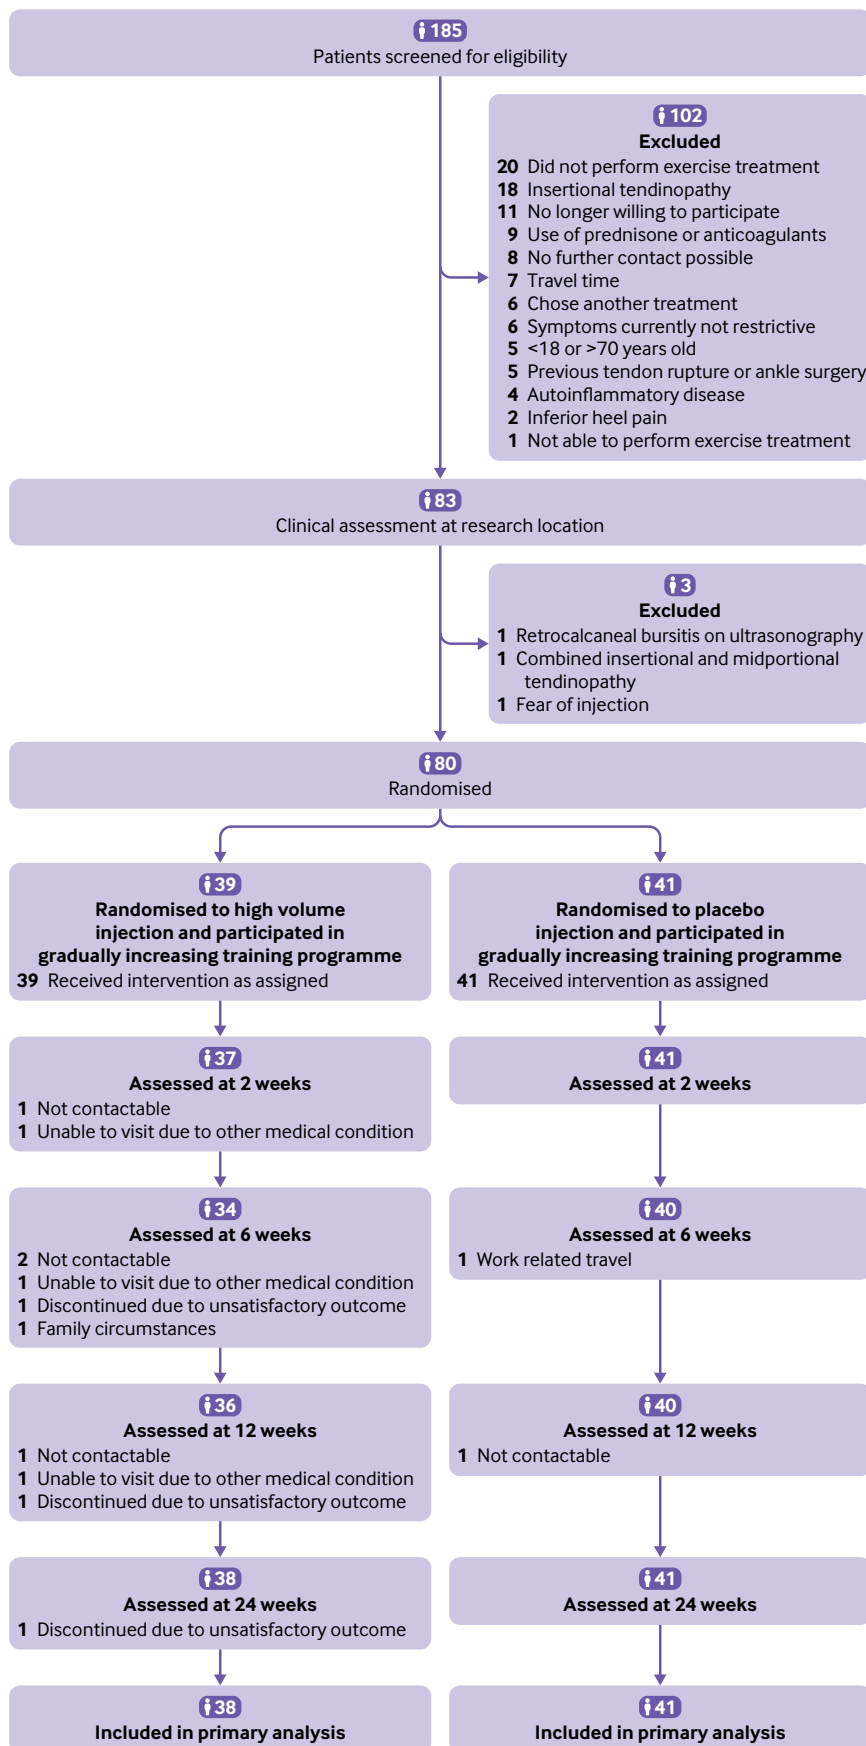 185
Patients screened for eligibility
102
Excluded
20 Did not perform exercise treatment
18 Insertional tendinopathy
11 No longer willing to participate
9 Use of prednisone or anticoagulants
8 No further contact possible
7 Travel time
6 Chose another treatment
6 Symptoms currently not restrictive
5 <18 or >70 years old
5 Previous tendon rupture or ankle surgery
4 Autoinflammatory disease
2 Inferior heel pain
1 Not able to perform exercise treatment
83
Clinical assessment at research location
3
Excluded
1 Retrocalcaneal bursitis on ultrasonography
1 Combined insertional and midportional
tendinopathy
1 Fear of injection
80
Randomised
39
Randomised to high volume
injection and participated in
gradually increasing training programme
39 Received intervention as assigned
41
Randomised to placebo
injection and participated in
gradually increasing training programme
41 Received intervention as assigned
37
Assessed at 2 weeks
1 Not contactable
1 Unable to visit due to other medical condition
41
Assessed at 2 weeks
34
Assessed at 6 weeks
2 Not contactable
1 Unable to visit due to other medical condition
1 Discontinued due to unsatisfactory outcome
1 Family circumstances
40
Assessed at 6 weeks
1 Work related travel
36
Assessed at 12 weeks
1 Not contactable
1 Unable to visit due to other medical condition
1 Discontinued due to unsatisfactory outcome
40
Assessed at 12 weeks
1 Not contactable
38
Assessed at 24 weeks
1 Discontinued due to unsatisfactory outcome
41
Assessed at 24 weeks
38
Included in primary analysis
41
Included in primary analysis